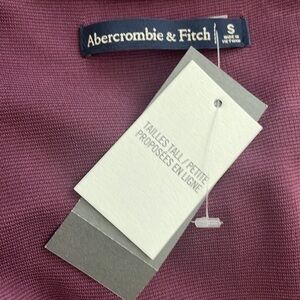 Abercrombie & Fitch
S
MADE IN
VIETNAM
TAILLES TALL / PETITE
PROPOSÉES EN LIGNE